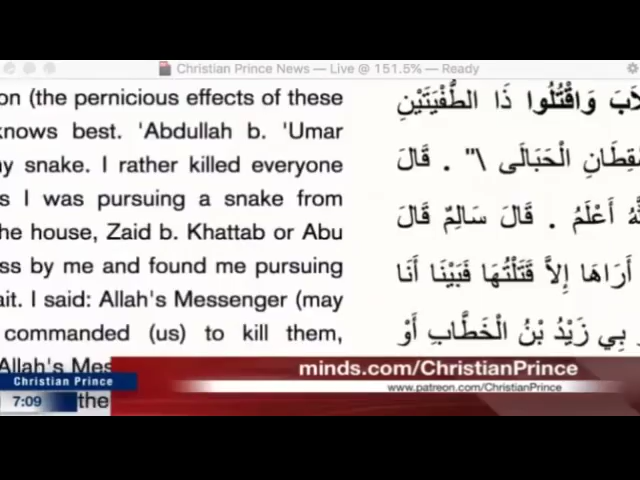 Christian Prince News — Live @ 151.5% — Ready
on (the pernicious effects of these
knows best. 'Abdullah b. 'Umar
ny snake. I rather killed everyone
s I was pursuing a snake from
he house, Zaid b. Khattab or Abu
ss by me and found me pursuing
ait. I said: Allah's Messenger (may
commanded (us) to kill them,
Allah's Mes
the
وَاقْتُلُوا ذَا الطُّفْيَتَيْنِ
الْحَبَالَى \" . قَالَ
أَعْلَمُ . قَالَ سَالِمٌ قَالَ
أَرَاهَا إِلاَّ قَتَلْتُهَا فَبَيْنَا أَنَا
بِي زَيْدُ بْنُ الْخَطَّابِ أَوْ
minds.com/ChristianPrince
www.patreon.com/ChristianPrince
Christian Prince
7:09